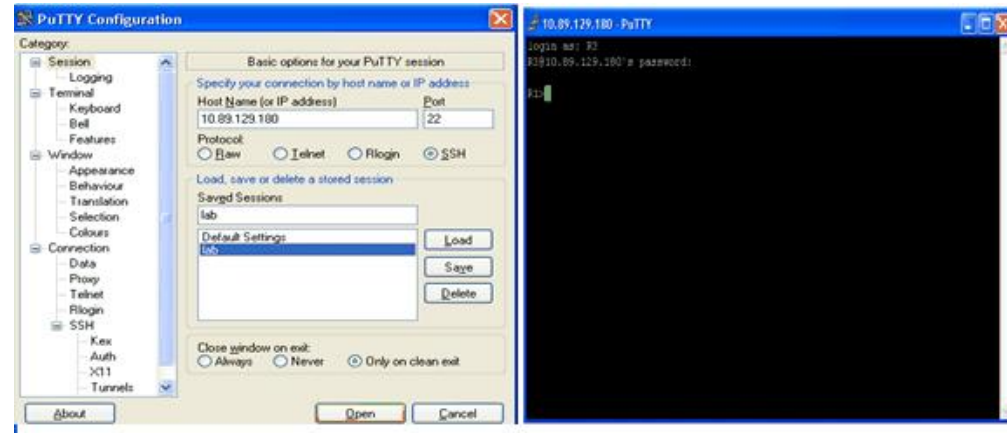 PuTTY Configuration
Category:
Session
Logging
Terminal
Keyboard
Bell
Features
Window
Appearance
Behaviour
Translation
Selection
Colours
Connection
Data
Proxy
Telnet
Rlogin
SSH
Kex
Auth
X11
Tunnels
Basic options for your PuTTY session
Specify your connection by host name or IP address
Host Name (or IP address) Port
10.89.129.180 22
Protocol:
Raw Telnet Rlogin SSH
Load, save or delete a stored session
Saved Sessions
lab
Default Settings
lab
Load
Save
Delete
Close window on exit:
Always Never Only on clean exit
About Open Cancel
10.89.129.180 - PuTTY
login as: R3
R3@10.89.129.180's password:
R1>